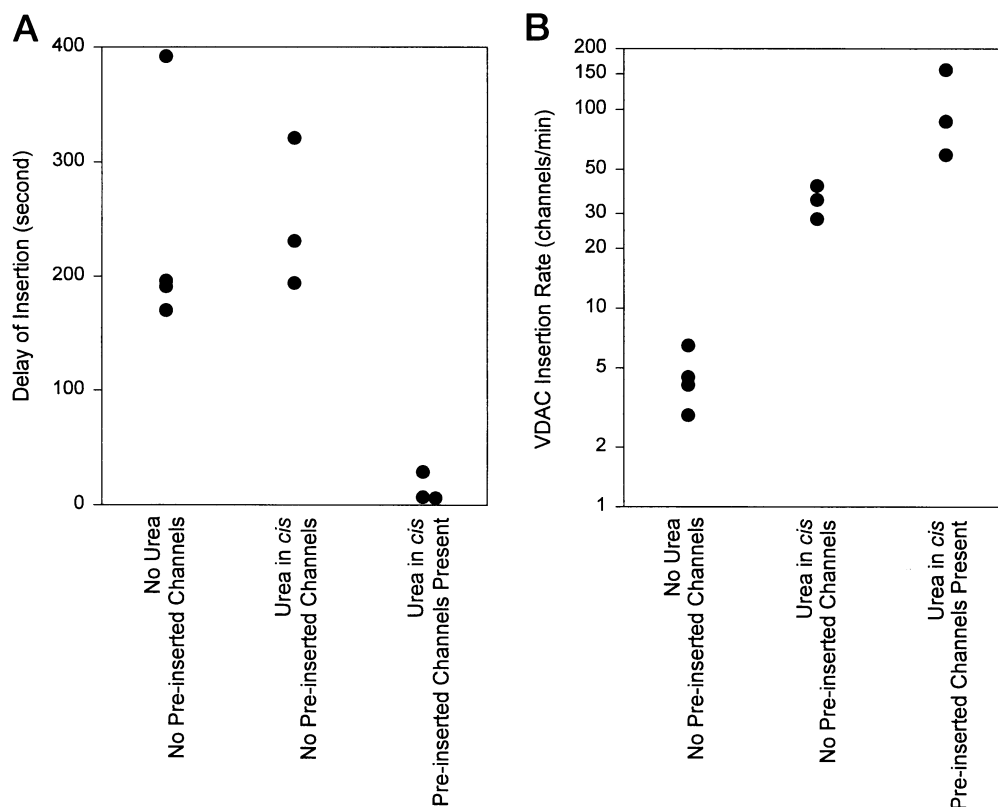 A
Delay of Insertion (second)
400
300
200
100
0
No Urea
No Pre-inserted Channels
Urea in cis
No Pre-inserted Channels
Urea in cis
Pre-inserted Channels Present
B
VDAC Insertion Rate (channels/min)
200
150
100
50
30
20
10
5
2
1
No Urea
No Pre-inserted Channels
Urea in cis
No Pre-inserted Channels
Urea in cis
Pre-inserted Channels Present